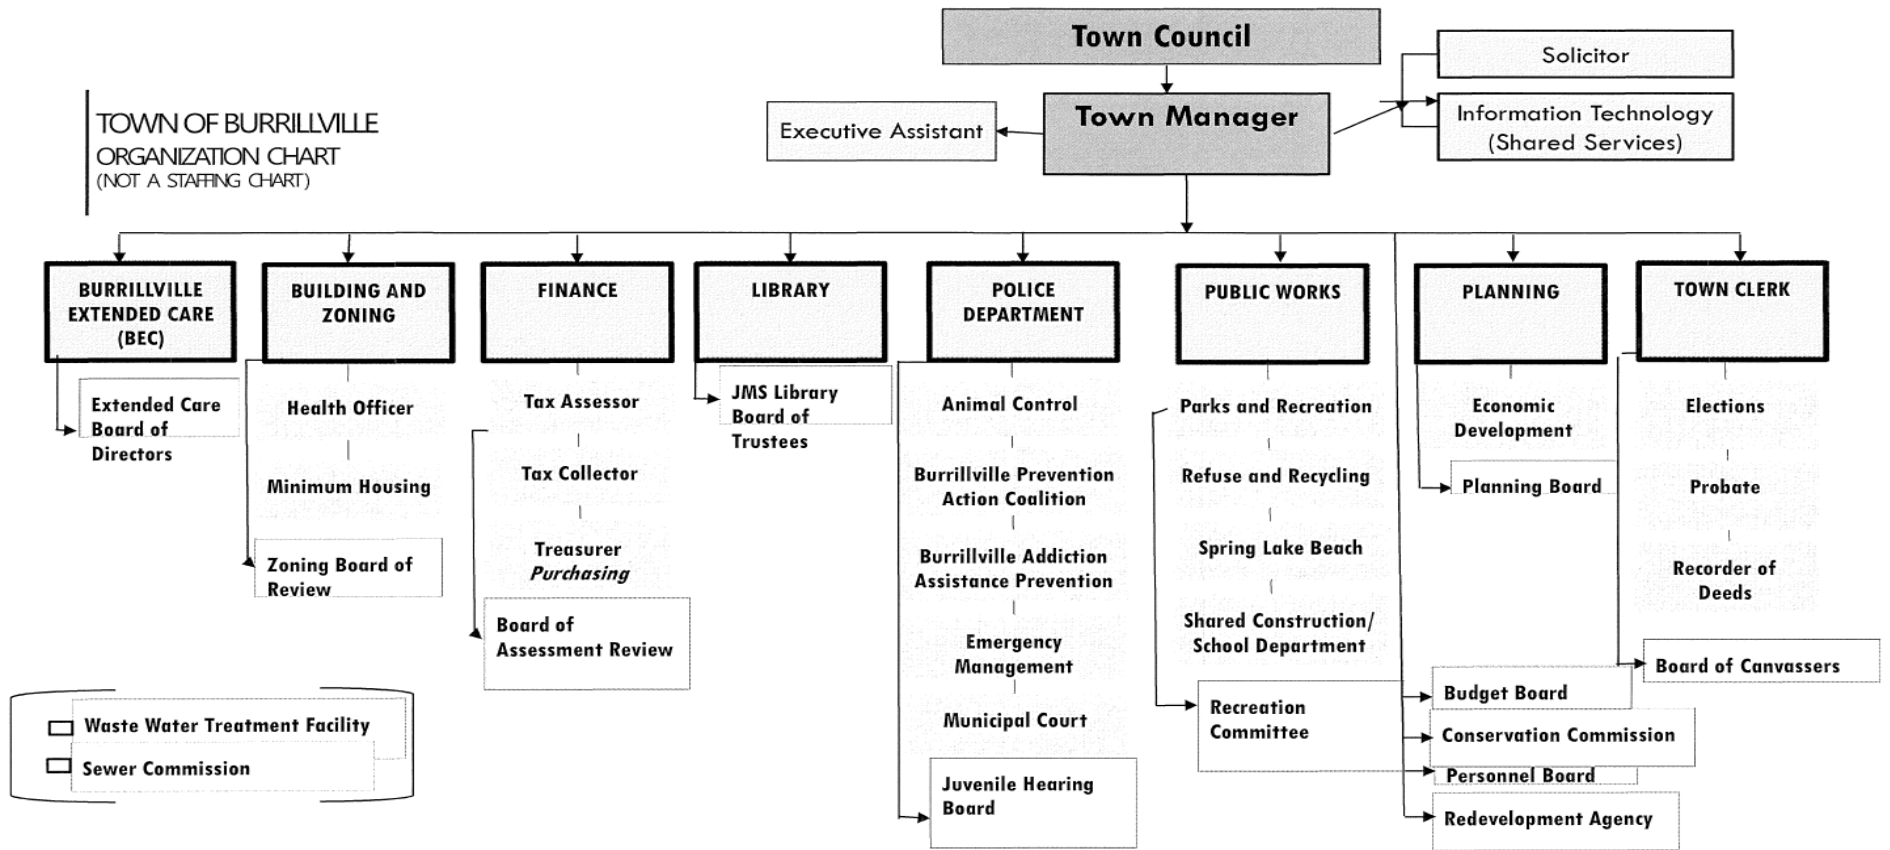 Town Council
Solicitor
Town Manager
Executive Assistant
Information Technology
(Shared Services)
TOWN OF BURRILLVILLE
ORGANIZATION CHART
(NOT A STAFFING CHART)
BURRILLVILLE
EXTENDED CARE
(BEC)
Extended Care
Board of
Directors
BUILDING AND
ZONING
Health Officer
Minimum Housing
Zoning Board of
Review
FINANCE
Tax Assessor
Tax Collector
Treasurer
Purchasing
Board of
Assessment Review
LIBRARY
JMS Library
Board of
Trustees
POLICE
DEPARTMENT
Animal Control
Burrillville Prevention
Action Coalition
Burrillville Addiction
Assistance Prevention
Emergency
Management
Municipal Court
Juvenile Hearing
Board
PUBLIC WORKS
Parks and Recreation
Refuse and Recycling
Spring Lake Beach
Shared Construction/
School Department
Recreation
Committee
PLANNING
Economic
Development
Planning Board
Budget Board
Conservation Commission
Personnel Board
Redevelopment Agency
TOWN CLERK
Elections
Probate
Recorder of
Deeds
Board of Canvassers
Waste Water Treatment Facility
Sewer Commission